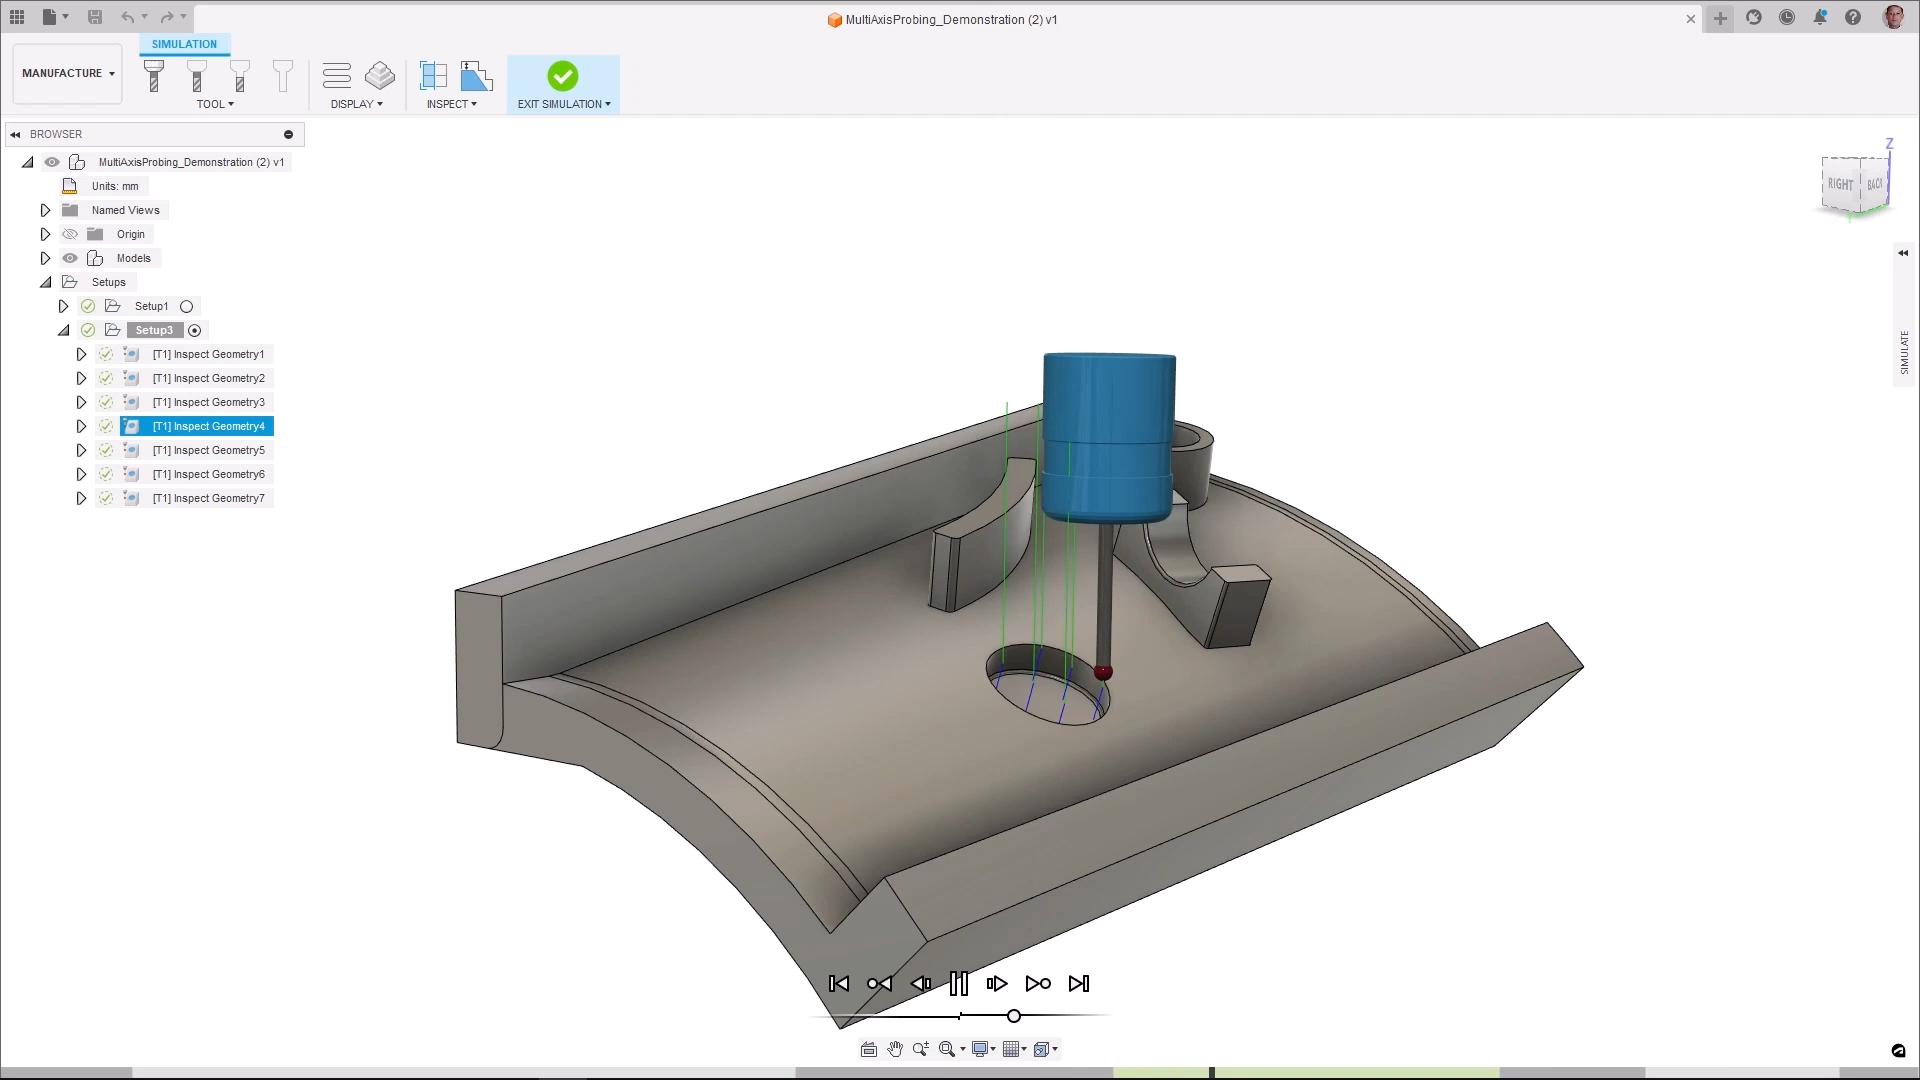 MultiAxisProbing_Demonstration (2) v1
SIMULATION
MANUFACTURE
TOOL
DISPLAY
INSPECT
EXIT SIMULATION
BROWSER
MultiAxisProbing_Demonstration (2) v1
Units: mm
Named Views
Origin
Models
Setups
Setup1
Setup3
[T1] Inspect Geometry1
[T1] Inspect Geometry2
[T1] Inspect Geometry3
[T1] Inspect Geometry4
[T1] Inspect Geometry5
[T1] Inspect Geometry6
[T1] Inspect Geometry7
Z
RIGHT
BACK
Y
SIMULATE